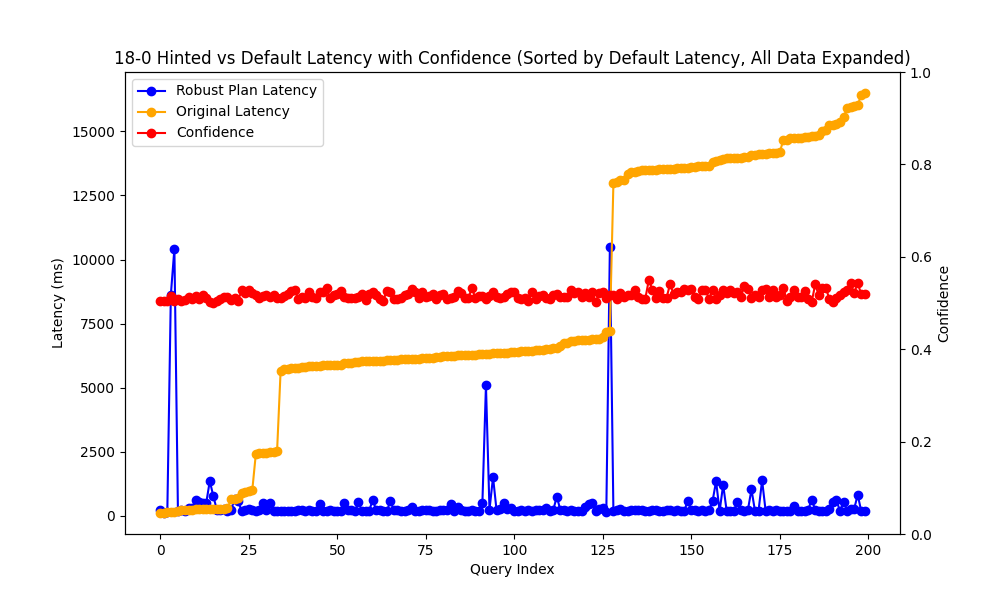 18-0 Hinted vs Default Latency with Confidence (Sorted by Default Latency, All Data Expanded)
Robust Plan Latency
Original Latency
Confidence
15000
12500
10000
7500
5000
2500
0
Latency (ms)
1.0
0.8
0.6
0.4
0.2
0.0
Confidence
0 25 50 75 100 125 150 175 200
Query Index